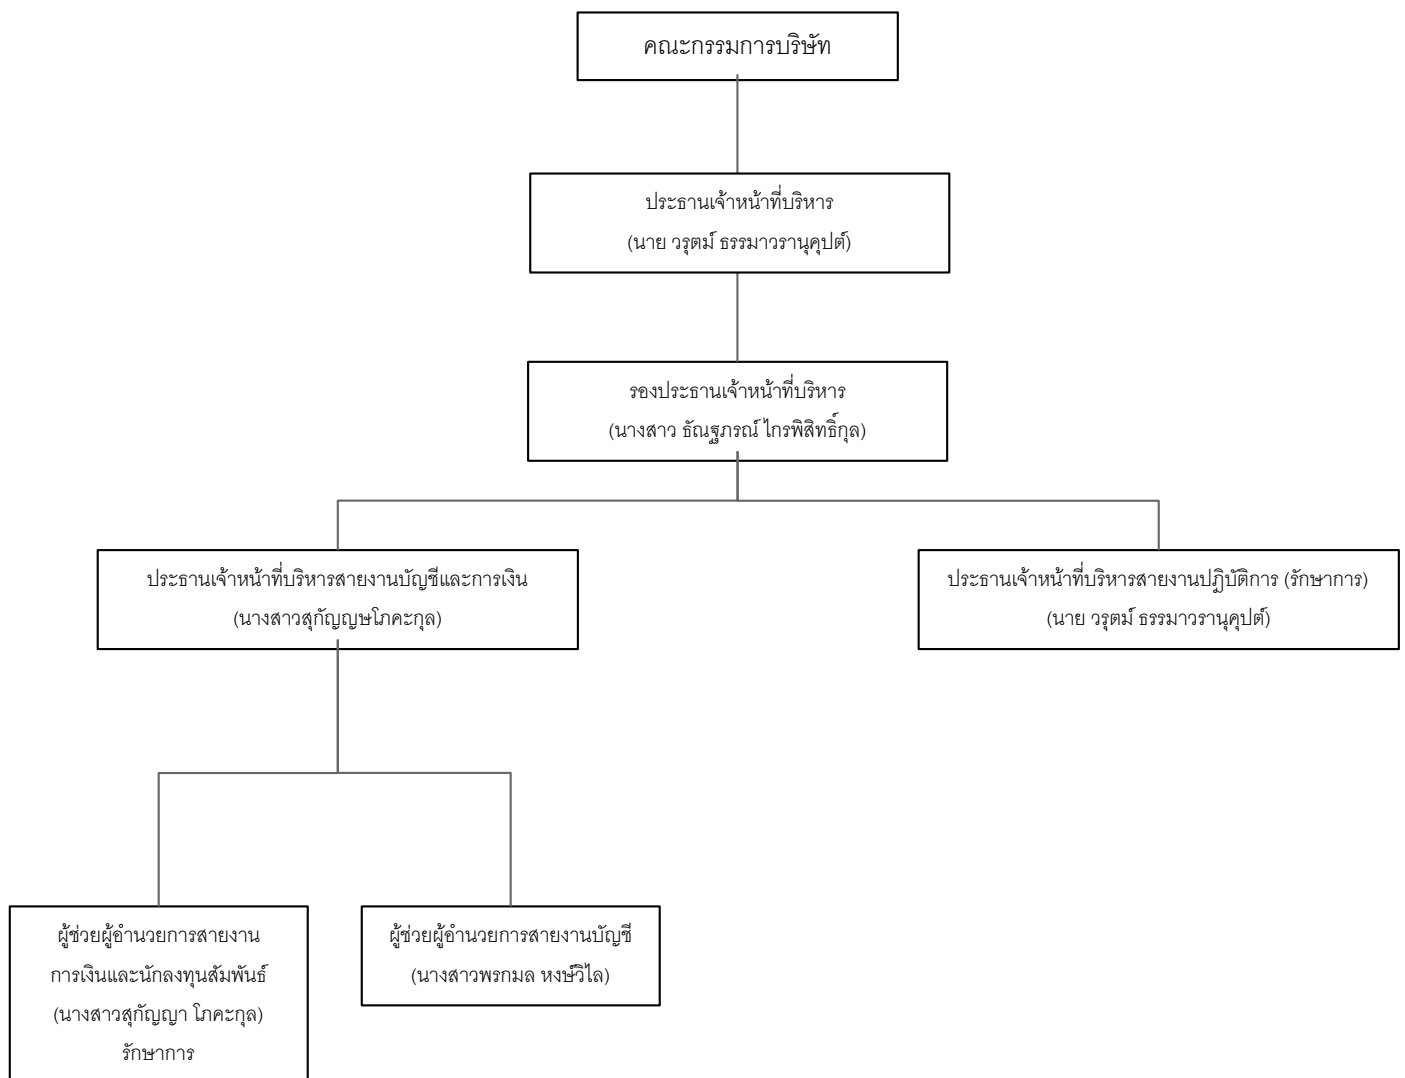 คณะกรรมการบริษัท
ประธานเจ้าหน้าที่บริหาร
(นาย วรุตม์ ธรรมาวรานุคุปต์)
รองประธานเจ้าหน้าที่บริหาร
(นางสาว ธัณฐภรณ์ ไกรพิสิทธิ์กุล)
ประธานเจ้าหน้าที่บริหารสายงานบัญชีและการเงิน
(นางสาวสุกัญญษโภคะกุล)
ประธานเจ้าหน้าที่บริหารสายงานปฏิบัติการ (รักษาการ)
(นาย วรุตม์ ธรรมาวรานุคุปต์)
ผู้ช่วยผู้อำนวยการสายงาน
การเงินและนักลงทุนสัมพันธ์
(นางสาวสุกัญญา โภคะกุล)
รักษาการ
ผู้ช่วยผู้อำนวยการสายงานบัญชี
(นางสาวพรกมล หงษ์วิไล)